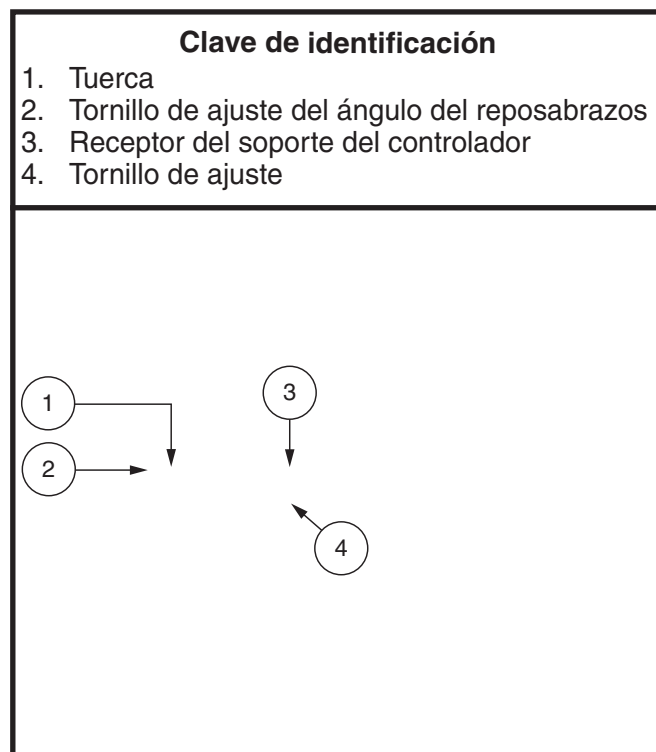 Clave de identificación
1. Tuerca
2. Tornillo de ajuste del ángulo del reposabrazos
3. Receptor del soporte del controlador
4. Tornillo de ajuste
1
3
2
4